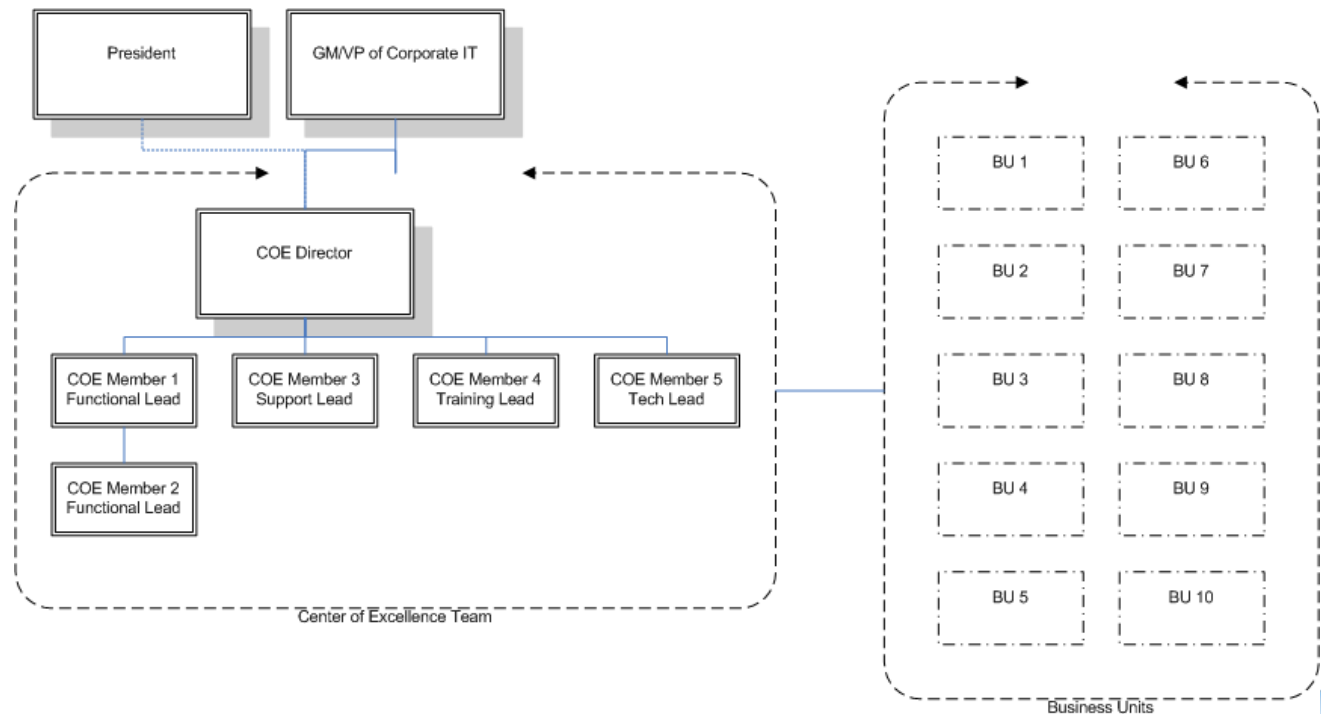 President
GM/VP of Corporate IT
COE Director
COE Member 1
Functional Lead
COE Member 3
Support Lead
COE Member 4
Training Lead
COE Member 5
Tech Lead
COE Member 2
Functional Lead
Center of Excellence Team
BU 1
BU 6
BU 2
BU 7
BU 3
BU 8
BU 4
BU 9
BU 5
BU 10
Business Units